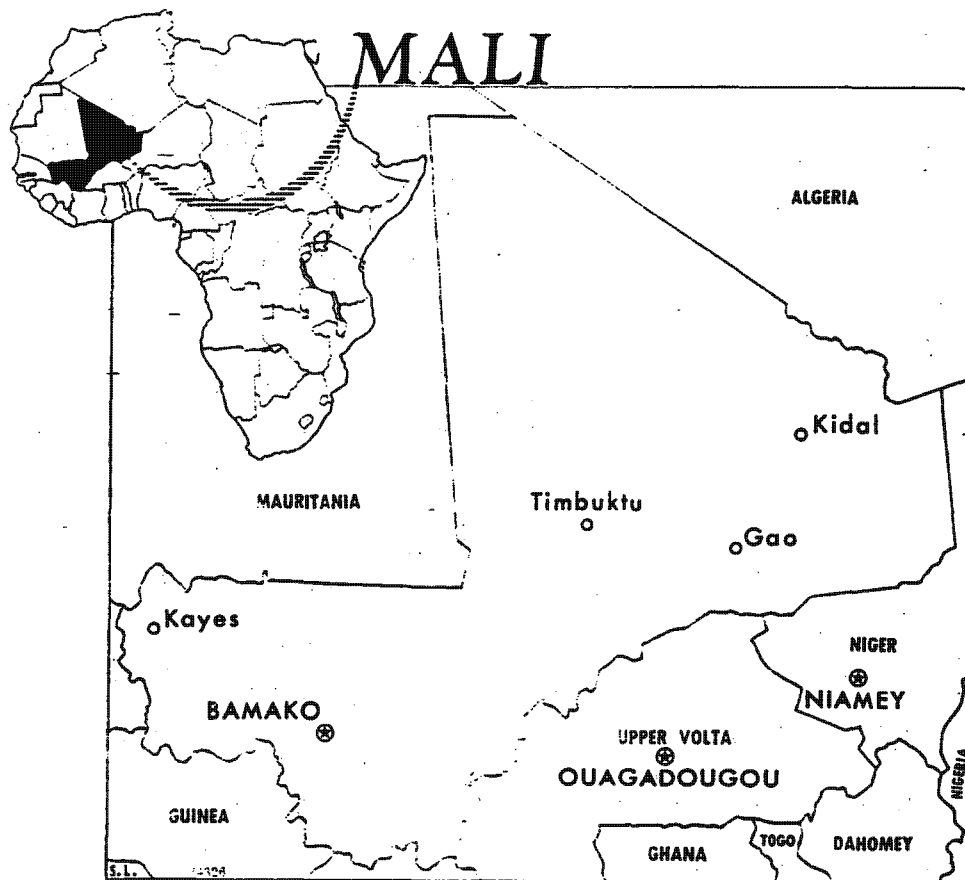 MALI
ALGERIA
Kidal
MAURITANIA
Timbuktu
Gao
Kayes
NIGER
NIAMEY
BAMAKO
UPPER VOLTA
OUAGADOUGOU
NIGERIA
GUINEA
GHANA
TOGO
DAHOMEY
S.L.